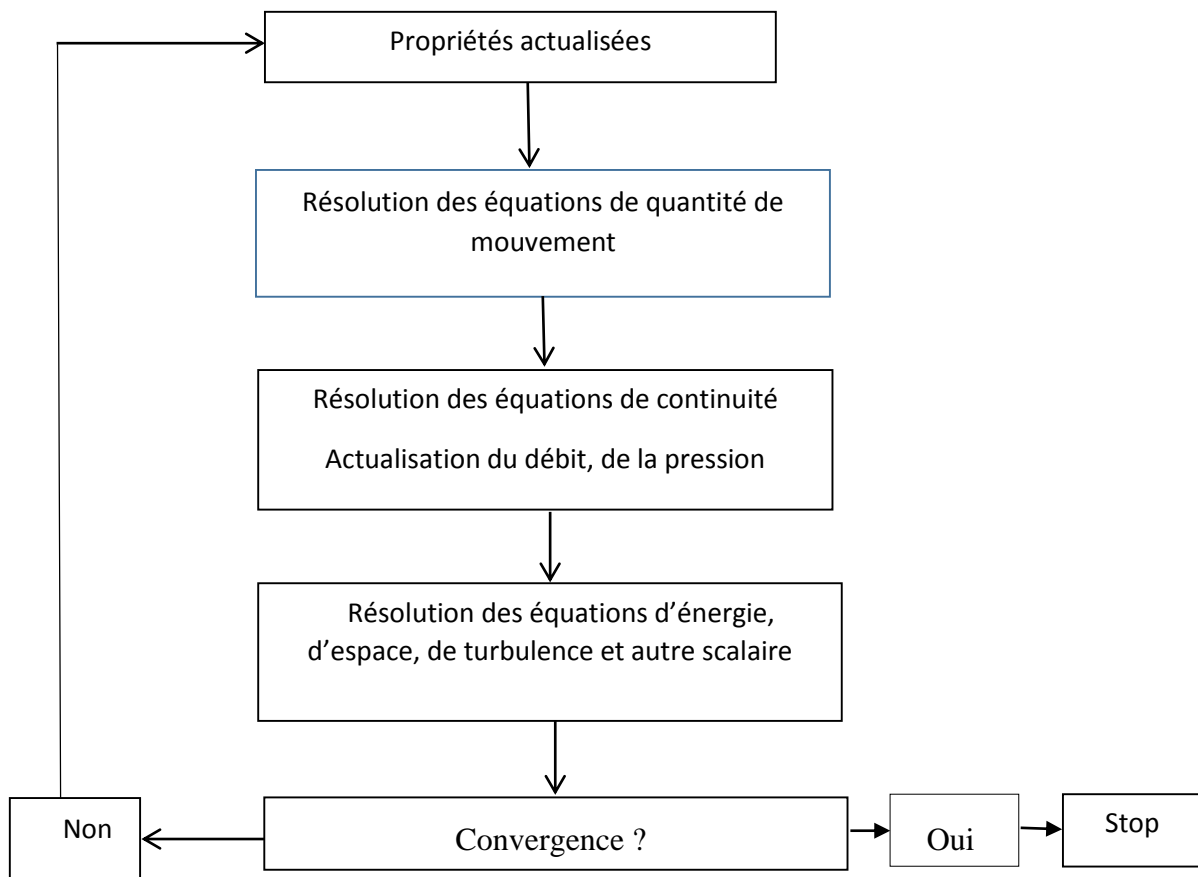 Propriétés actualisées
Résolution des équations de quantité de
mouvement
Résolution des équations de continuité
Actualisation du débit, de la pression
Résolution des équations d’énergie,
d’espace, de turbulence et autre scalaire
Non
Convergence ?
Oui
Stop